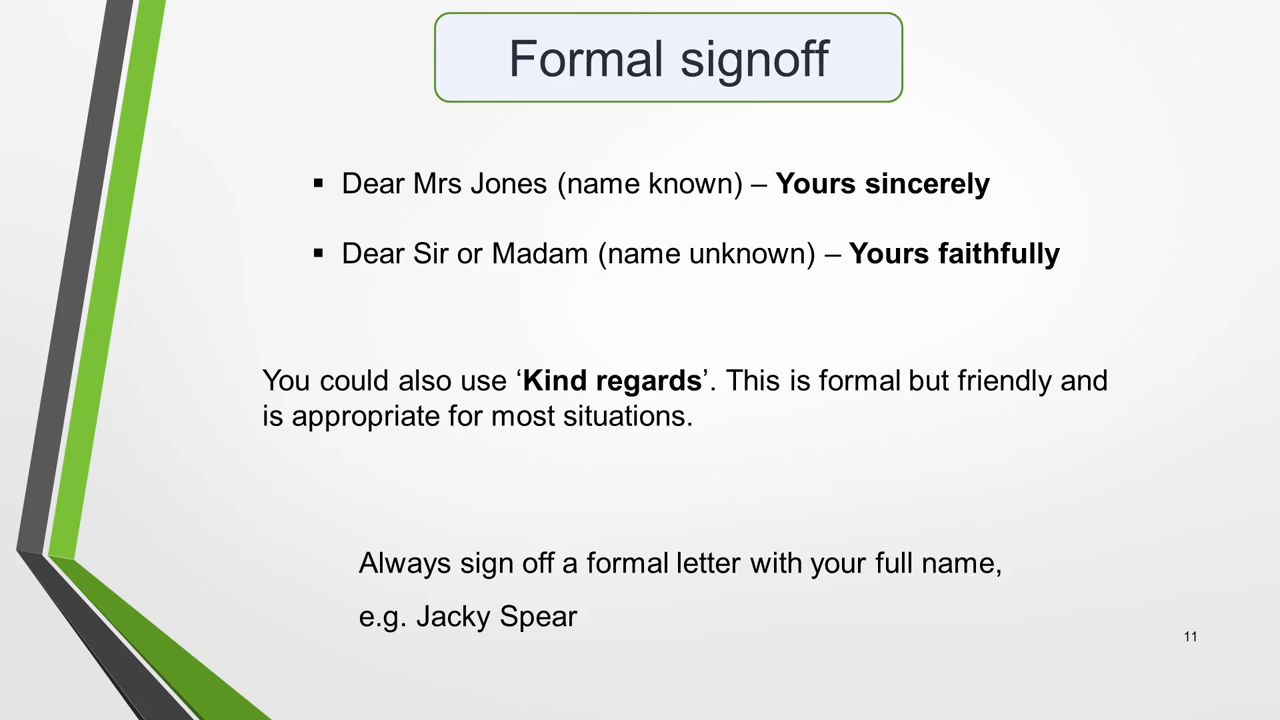 Formal signoff
▪ Dear Mrs Jones (name known) – Yours sincerely
▪ Dear Sir or Madam (name unknown) – Yours faithfully
You could also use ‘Kind regards’. This is formal but friendly and
is appropriate for most situations.
Always sign off a formal letter with your full name,
e.g. Jacky Spear
11